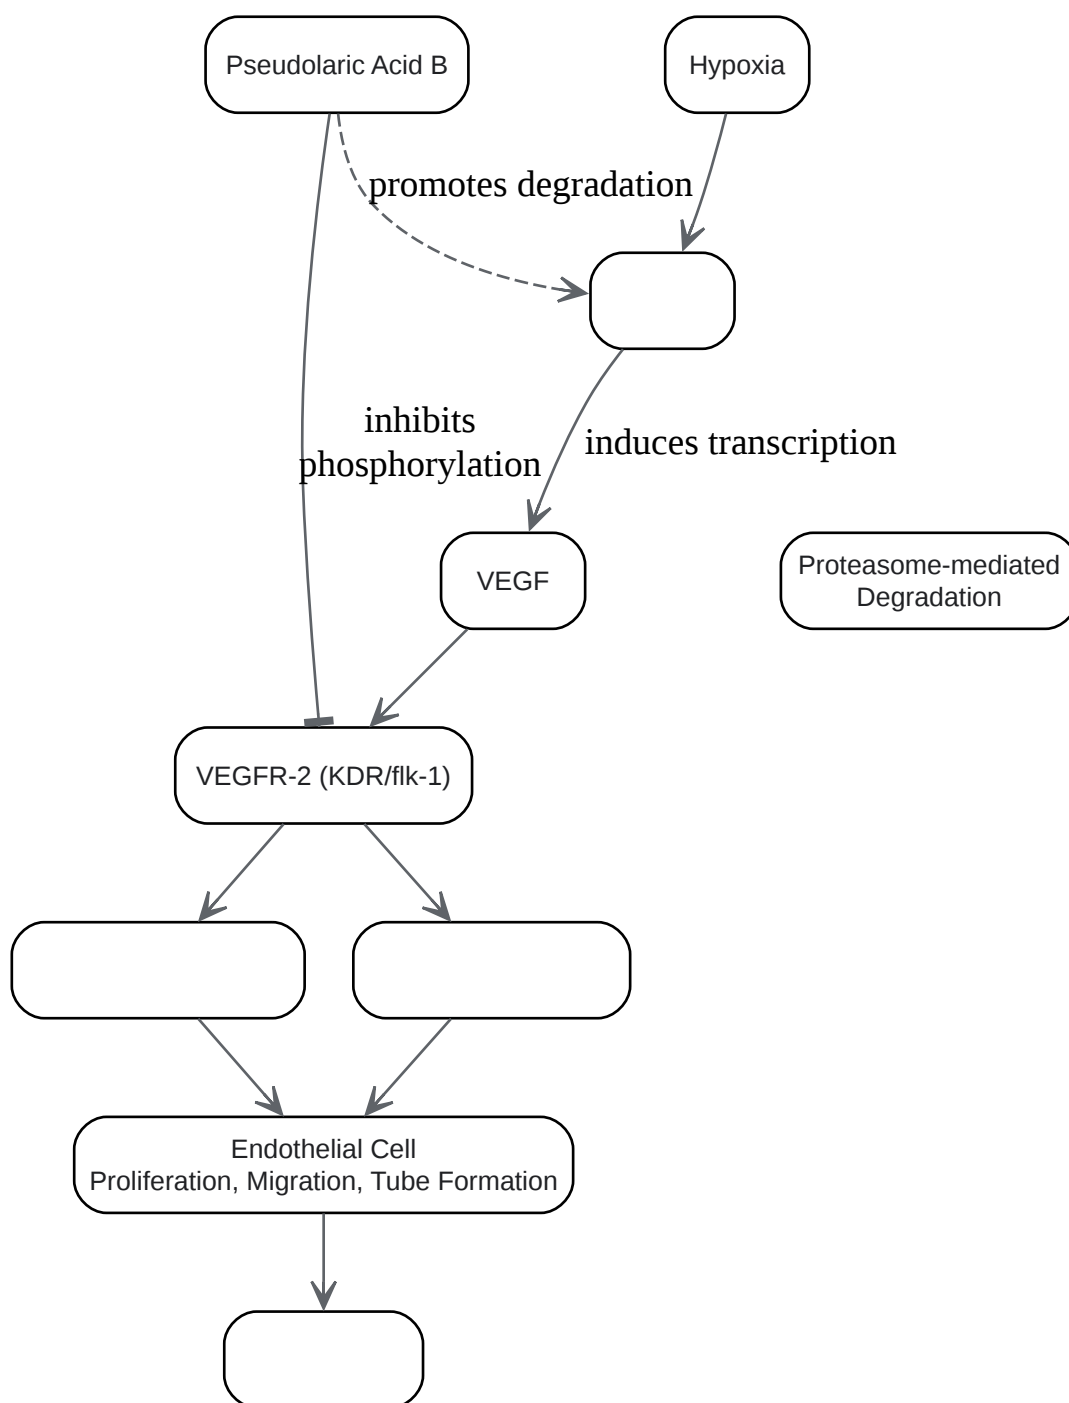 Pseudolaric Acid B
Hypoxia
promotes degradation
inhibits
phosphorylation
induces transcription
VEGF
Proteasome-mediated
Degradation
VEGFR-2 (KDR/flk-1)
Endothelial Cell
Proliferation, Migration, Tube Formation